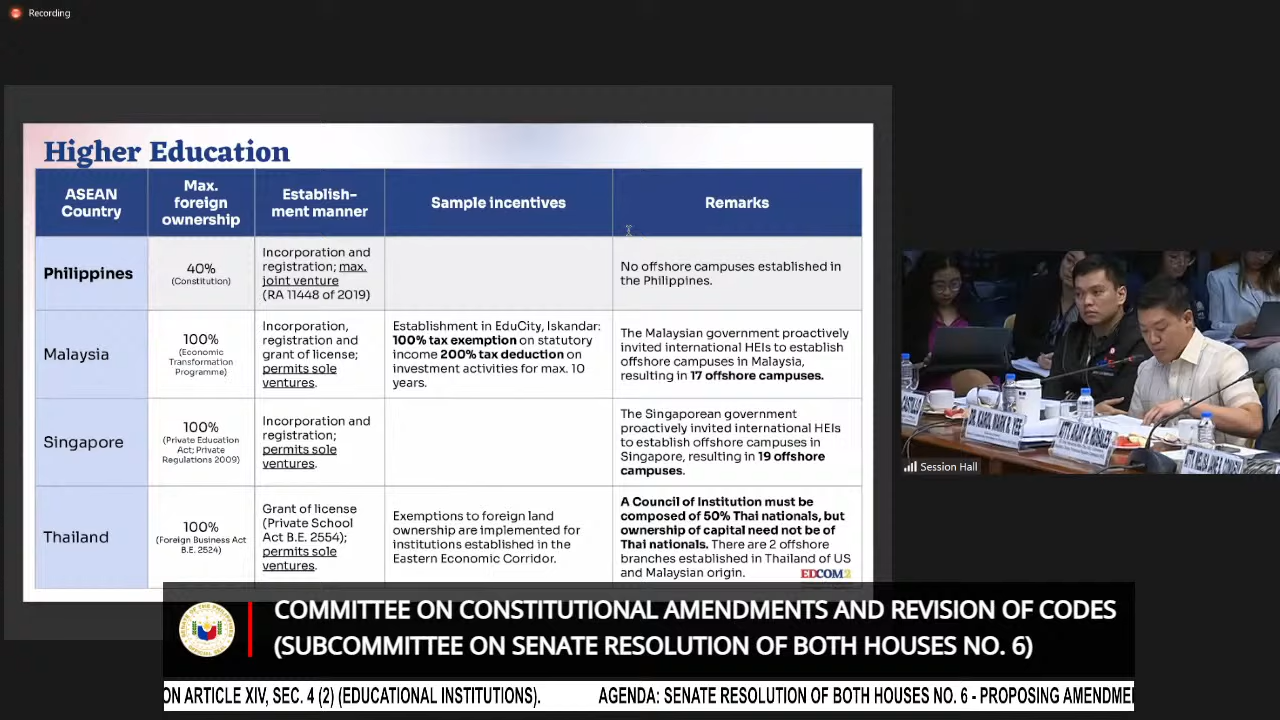 Recording
Higher Education
ASEAN
Country
Max.
foreign
ownership
Establish-
ment manner
Sample incentives
Remarks
Philippines
40%
(Constitution)
Incorporation and
registration; max.
joint venture
(RA 11448 of 2019)
No offshore campuses established in
the Philippines.
Malaysia
100%
(Economic
Transformation
Programme)
Incorporation,
registration and
grant of license;
permits sole
ventures.
Establishment in EduCity, Iskandar:
100% tax exemption on statutory
income 200% tax deduction on
investment activities for max. 10
years.
The Malaysian government proactively
invited international HEIs to establish
offshore campuses in Malaysia,
resulting in 17 offshore campuses.
Singapore
100%
(Private Education
Act; Private
Regulations 2009)
Incorporation and
registration;
permits sole
ventures.
The Singaporean government
proactively invited international HEIs
to establish offshore campuses in
Singapore, resulting in 19 offshore
campuses.
Thailand
100%
(Foreign Business Act
B.E. 2524)
Grant of license
(Private School
Act B.E. 2554);
permits sole
ventures.
Exemptions to foreign land
ownership are implemented for
institutions established in the
Eastern Economic Corridor.
A Council of Institution must be
composed of 50% Thai nationals, but
ownership of capital need not be of
Thai nationals. There are 2 offshore
branches established in Thailand of US
and Malaysian origin.
EDCOM2
KAROL MARK R. YEE
Session Hall
COMMITTEE ON CONSTITUTIONAL AMENDMENTS AND REVISION OF CODES
(SUBCOMMITTEE ON SENATE RESOLUTION OF BOTH HOUSES NO. 6)
ON ARTICLE XIV, SEC. 4 (2) (EDUCATIONAL INSTITUTIONS). AGENDA: SENATE RESOLUTION OF BOTH HOUSES NO. 6 - PROPOSING AMENDME